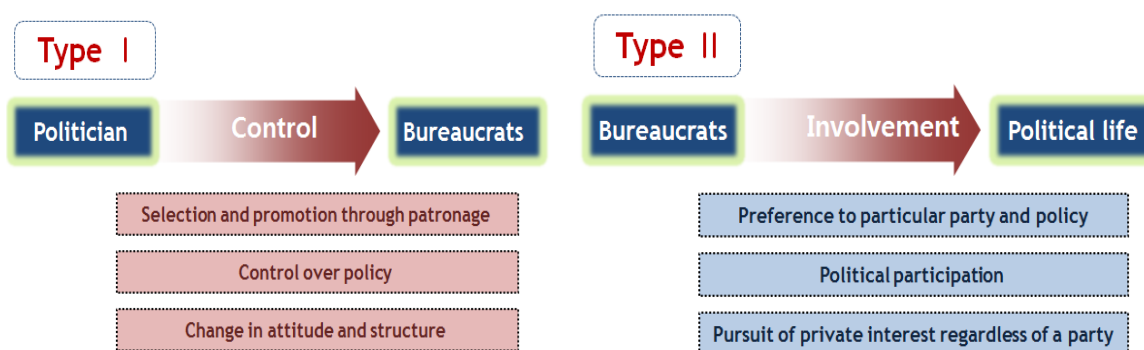 Type I
Politician
Control
Bureaucrats
Selection and promotion through patronage
Control over policy
Change in attitude and structure
Type II
Bureaucrats
Involvement
Political life
Preference to particular party and policy
Political participation
Pursuit of private interest regardless of a party